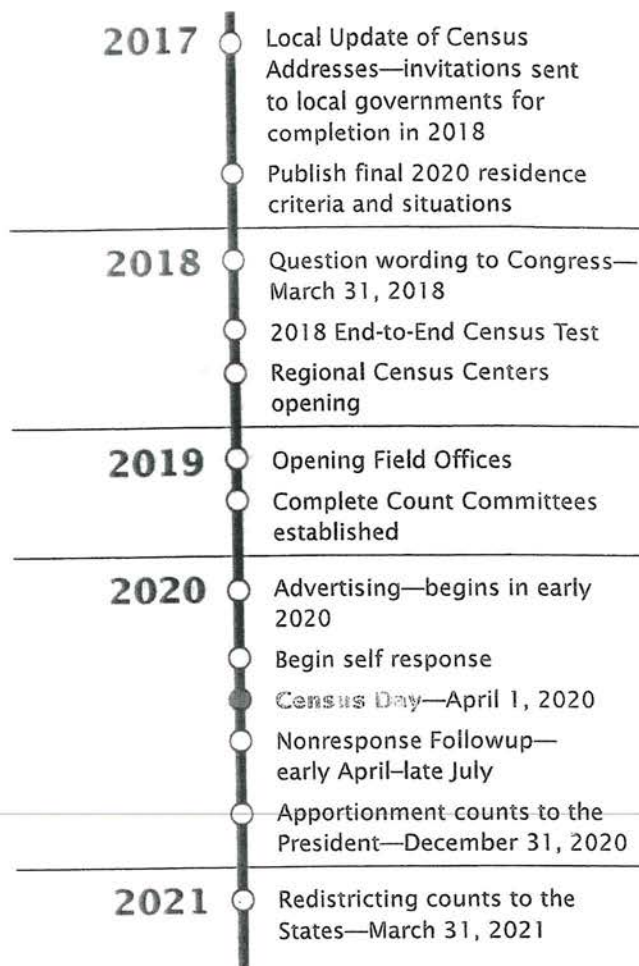 2017
Local Update of Census
Addresses—invitations sent
to local governments for
completion in 2018
Publish final 2020 residence
criteria and situations
2018
Question wording to Congress—
March 31, 2018
2018 End-to-End Census Test
Regional Census Centers
opening
2019
Opening Field Offices
Complete Count Committees
established
2020
Advertising—begins in early
2020
Begin self response
Census Day—April 1, 2020
Nonresponse Followup—
early April–late July
Apportionment counts to the
President—December 31, 2020
2021
Redistricting counts to the
States—March 31, 2021